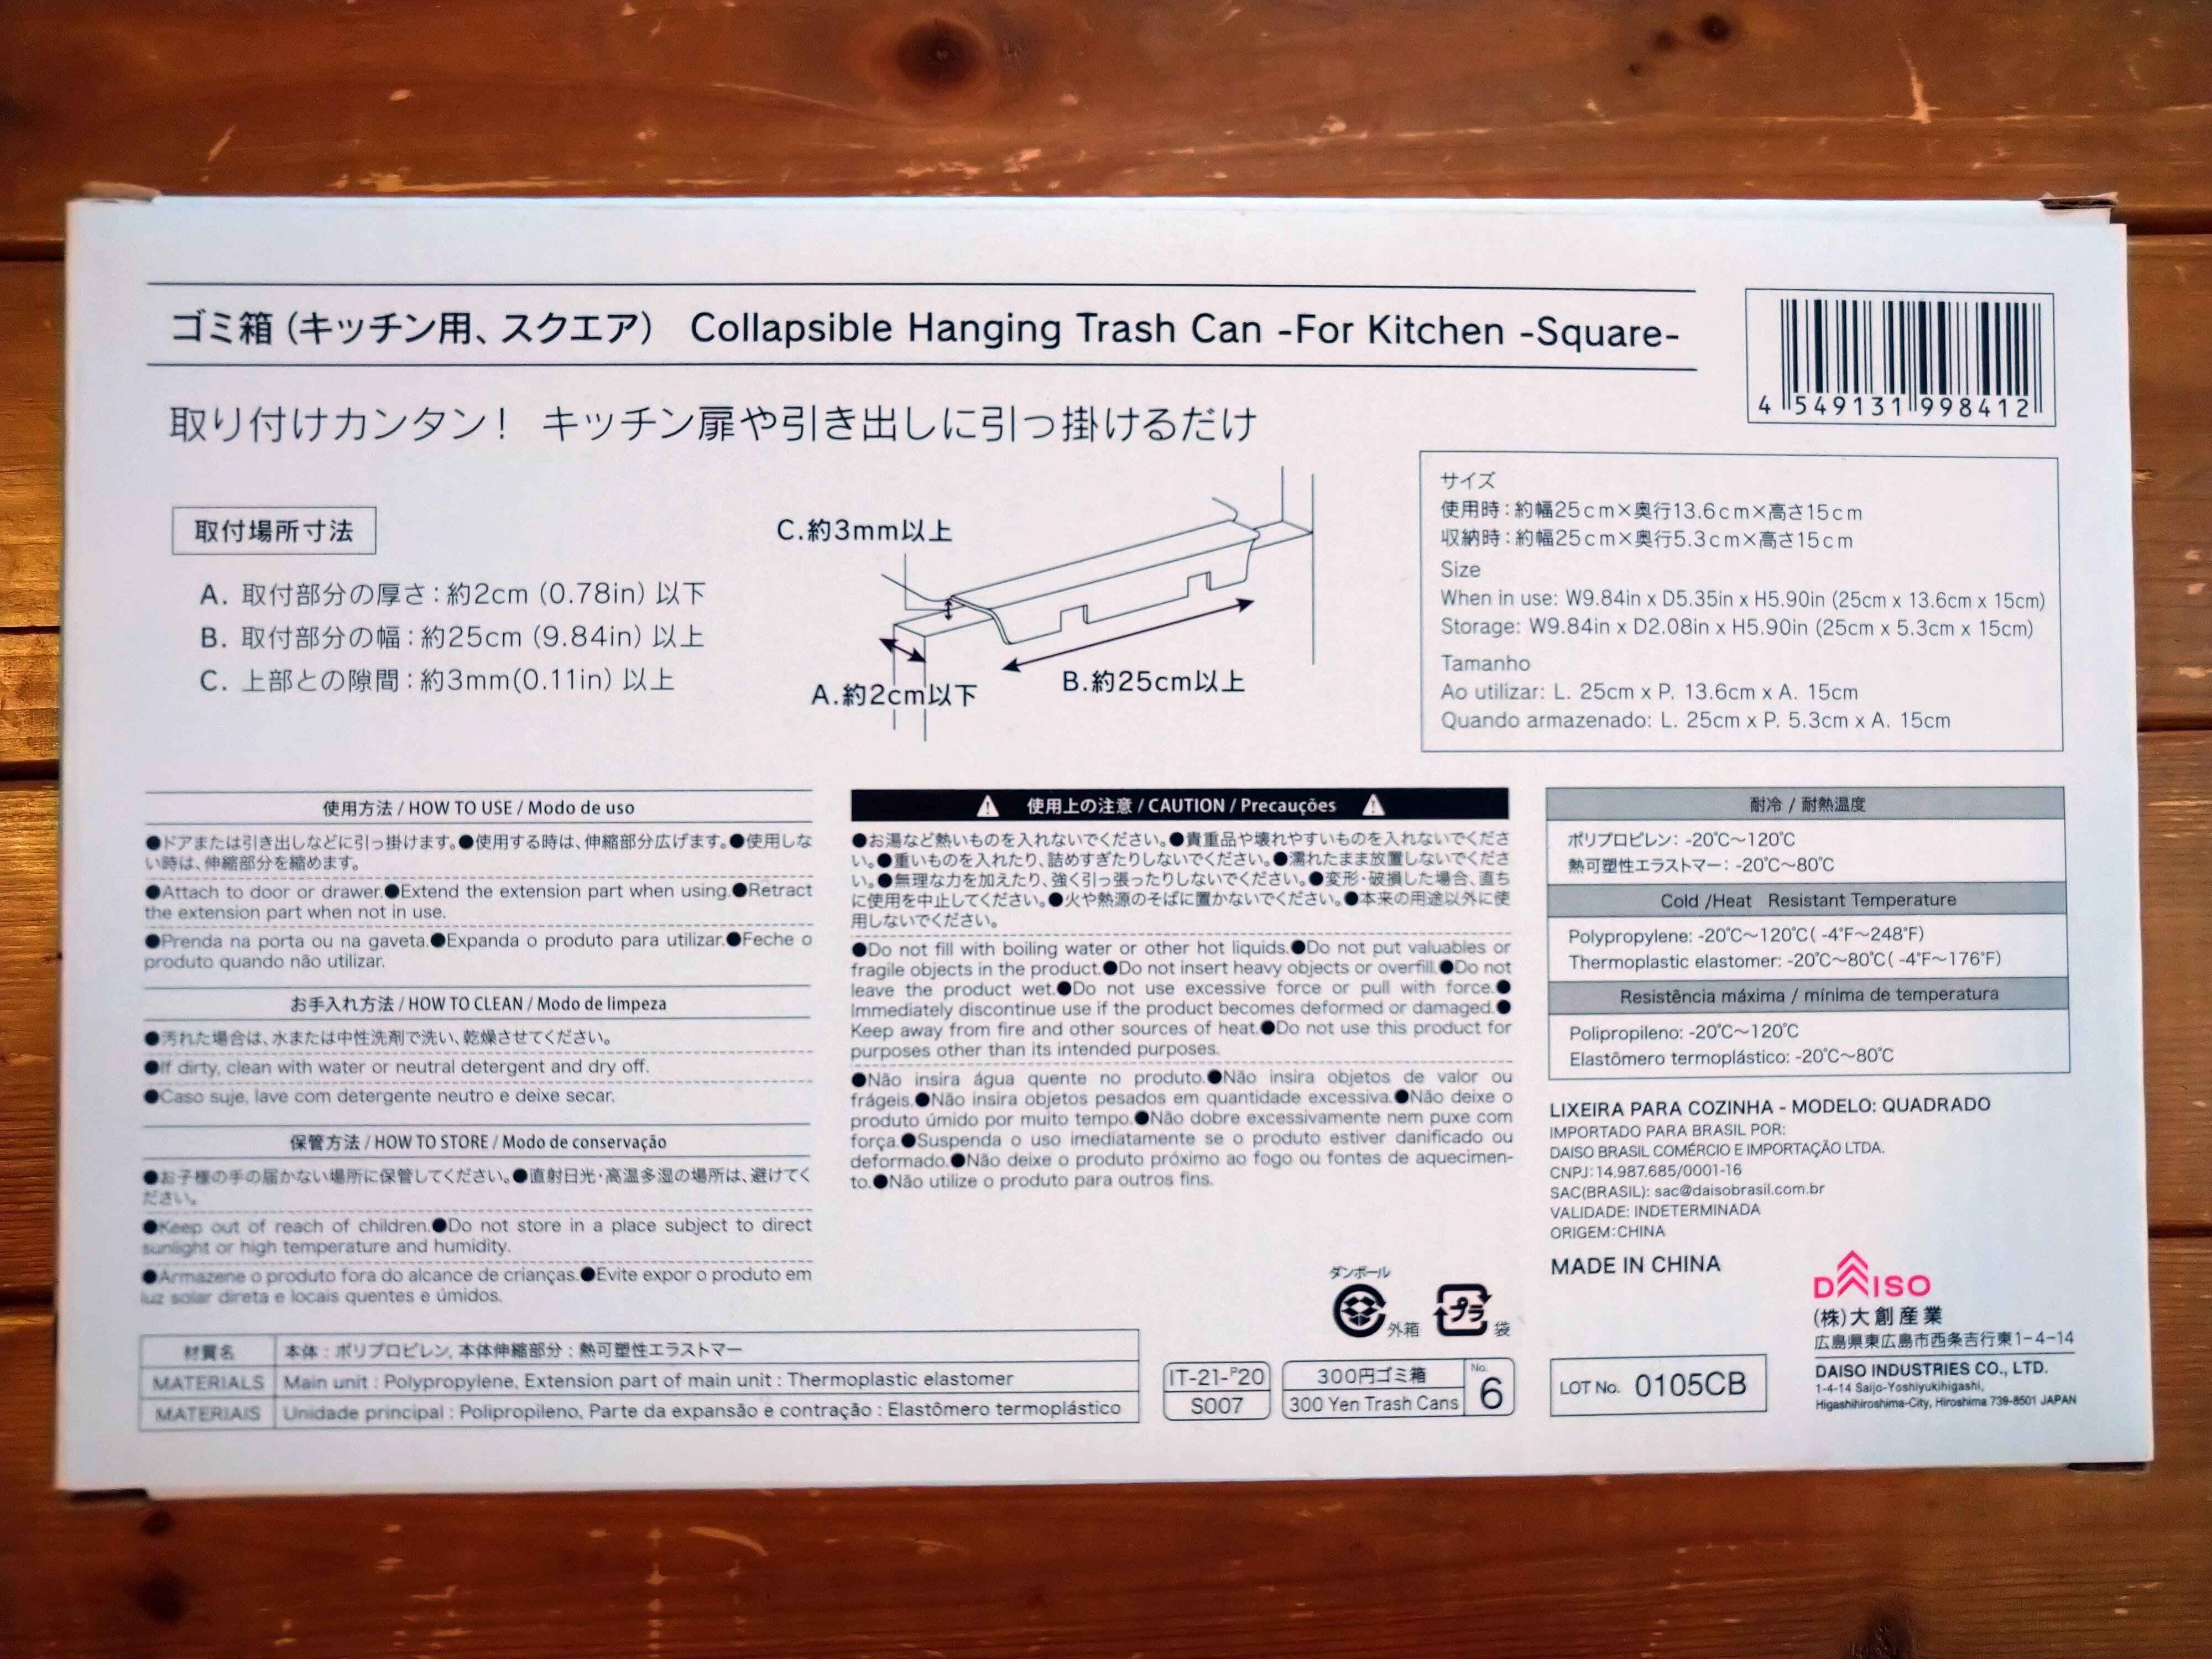 ゴミ箱（キッチン用、スクエア） Collapsible Hanging Trash Can -For Kitchen -Square-
4 549131 998412
取り付けカンタン！ キッチン扉や引き出しに引っ掛けるだけ
取付場所寸法
A. 取付部分の厚さ：約2cm (0.78in) 以下
B. 取付部分の幅：約25cm (9.84in) 以上
C. 上部との隙間：約3mm(0.11in) 以上
C.約3mm以上
A.約2cm以下
B.約25cm以上
サイズ
使用時：約幅25cm×奥行13.6cm×高さ15cm
収納時：約幅25cm×奥行5.3cm×高さ15cm
Size
When in use: W9.84in x D5.35in x H5.90in (25cm x 13.6cm x 15cm)
Storage: W9.84in x D2.08in x H5.90in (25cm x 5.3cm x 15cm)
Tamanho
Ao utilizar: L. 25cm x P. 13.6cm x A. 15cm
Quando armazenado: L. 25cm x P. 5.3cm x A. 15cm
使用方法 / HOW TO USE / Modo de uso
●ドアまたは引き出しなどに引っ掛けます。●使用する時は、伸縮部分広げます。●使用しな
い時は、伸縮部分を縮めます。
●Attach to door or drawer.●Extend the extension part when using.●Retract
the extension part when not in use.
●Prenda na porta ou na gaveta.●Expanda o produto para utilizar.●Feche o
produto quando não utilizar.
お手入れ方法 / HOW TO CLEAN / Modo de limpeza
●汚れた場合は、水または中性洗剤で洗い、乾燥させてください。
●If dirty, clean with water or neutral detergent and dry off.
●Caso suje, lave com detergente neutro e deixe secar.
保管方法 / HOW TO STORE / Modo de conservação
●お子様の手の届かない場所に保管してください。●直射日光・高温多湿の場所は、避けてく
ださい。
●Keep out of reach of children.●Do not store in a place subject to direct
sunlight or high temperature and humidity.
●Armazene o produto fora do alcance de crianças.●Evite expor o produto em
luz solar direta e locais quentes e úmidos.
使用上の注意 / CAUTION / Precauções
●お湯など熱いものを入れないでください。●貴重品や壊れやすいものを入れないでくださ
い。●重いものを入れたり、詰めすぎたりしないでください。●濡れたまま放置しないでくださ
い。●無理な力を加えたり、強く引っ張ったりしないでください。●変形・破損した場合、直ち
に使用を中止してください。●火や熱源のそばに置かないでください。●本来の用途以外に使
用しないでください。
●Do not fill with boiling water or other hot liquids.●Do not put valuables or
fragile objects in the product.●Do not insert heavy objects or overfill.●Do not
leave the product wet.●Do not use excessive force or pull with force.●
Immediately discontinue use if the product becomes deformed or damaged.●
Keep away from fire and other sources of heat.●Do not use this product for
purposes other than its intended purposes.
●Não insira água quente no produto.●Não insira objetos de valor ou
frágeis.●Não insira objetos pesados em quantidade excessiva.●Não deixe o
produto úmido por muito tempo.●Não dobre excessivamente nem puxe com
força.●Suspenda o uso imediatamente se o produto estiver danificado ou
deformado.●Não deixe o produto próximo ao fogo ou fontes de aquecimen-
to.●Não utilize o produto para outros fins.
耐冷 / 耐熱温度
ポリプロピレン：-20℃～120℃
熱可塑性エラストマー：-20℃～80℃
Cold /Heat Resistant Temperature
Polypropylene: -20℃～120℃( -4°F～248°F)
Thermoplastic elastomer: -20℃～80℃( -4°F～176°F)
Resistência máxima / mínima de temperatura
Polipropileno: -20℃～120℃
Elastômero termoplástico: -20℃～80℃
LIXEIRA PARA COZINHA - MODELO: QUADRADO
IMPORTADO PARA BRASIL POR:
DAISO BRASIL COMÉRCIO E IMPORTAÇÃO LTDA.
CNPJ: 14.987.685/0001-16
SAC(BRASIL): sac@daisobrasil.com.br
VALIDADE: INDETERMINADA
ORIGEM:CHINA
MADE IN CHINA
DAISO
(株)大創産業
広島県東広島市西条吉行東1-4-14
DAISO INDUSTRIES CO., LTD.
1-4-14 Saijo-Yoshiyukihigashi,
Higashihiroshima-City, Hiroshima 739-8501 JAPAN
ダンボール
外箱
プラ
袋
材質名 本体：ポリプロピレン, 本体伸縮部分：熱可塑性エラストマー
MATERIALS Main unit : Polypropylene, Extension part of main unit : Thermoplastic elastomer
MATERIAIS Unidade principal : Polipropileno, Parte da expansão e contração : Elastômero termoplástico
IT-21-P20
S007
300円ゴミ箱
300 Yen Trash Cans
No.
6
LOT No. 0105CB